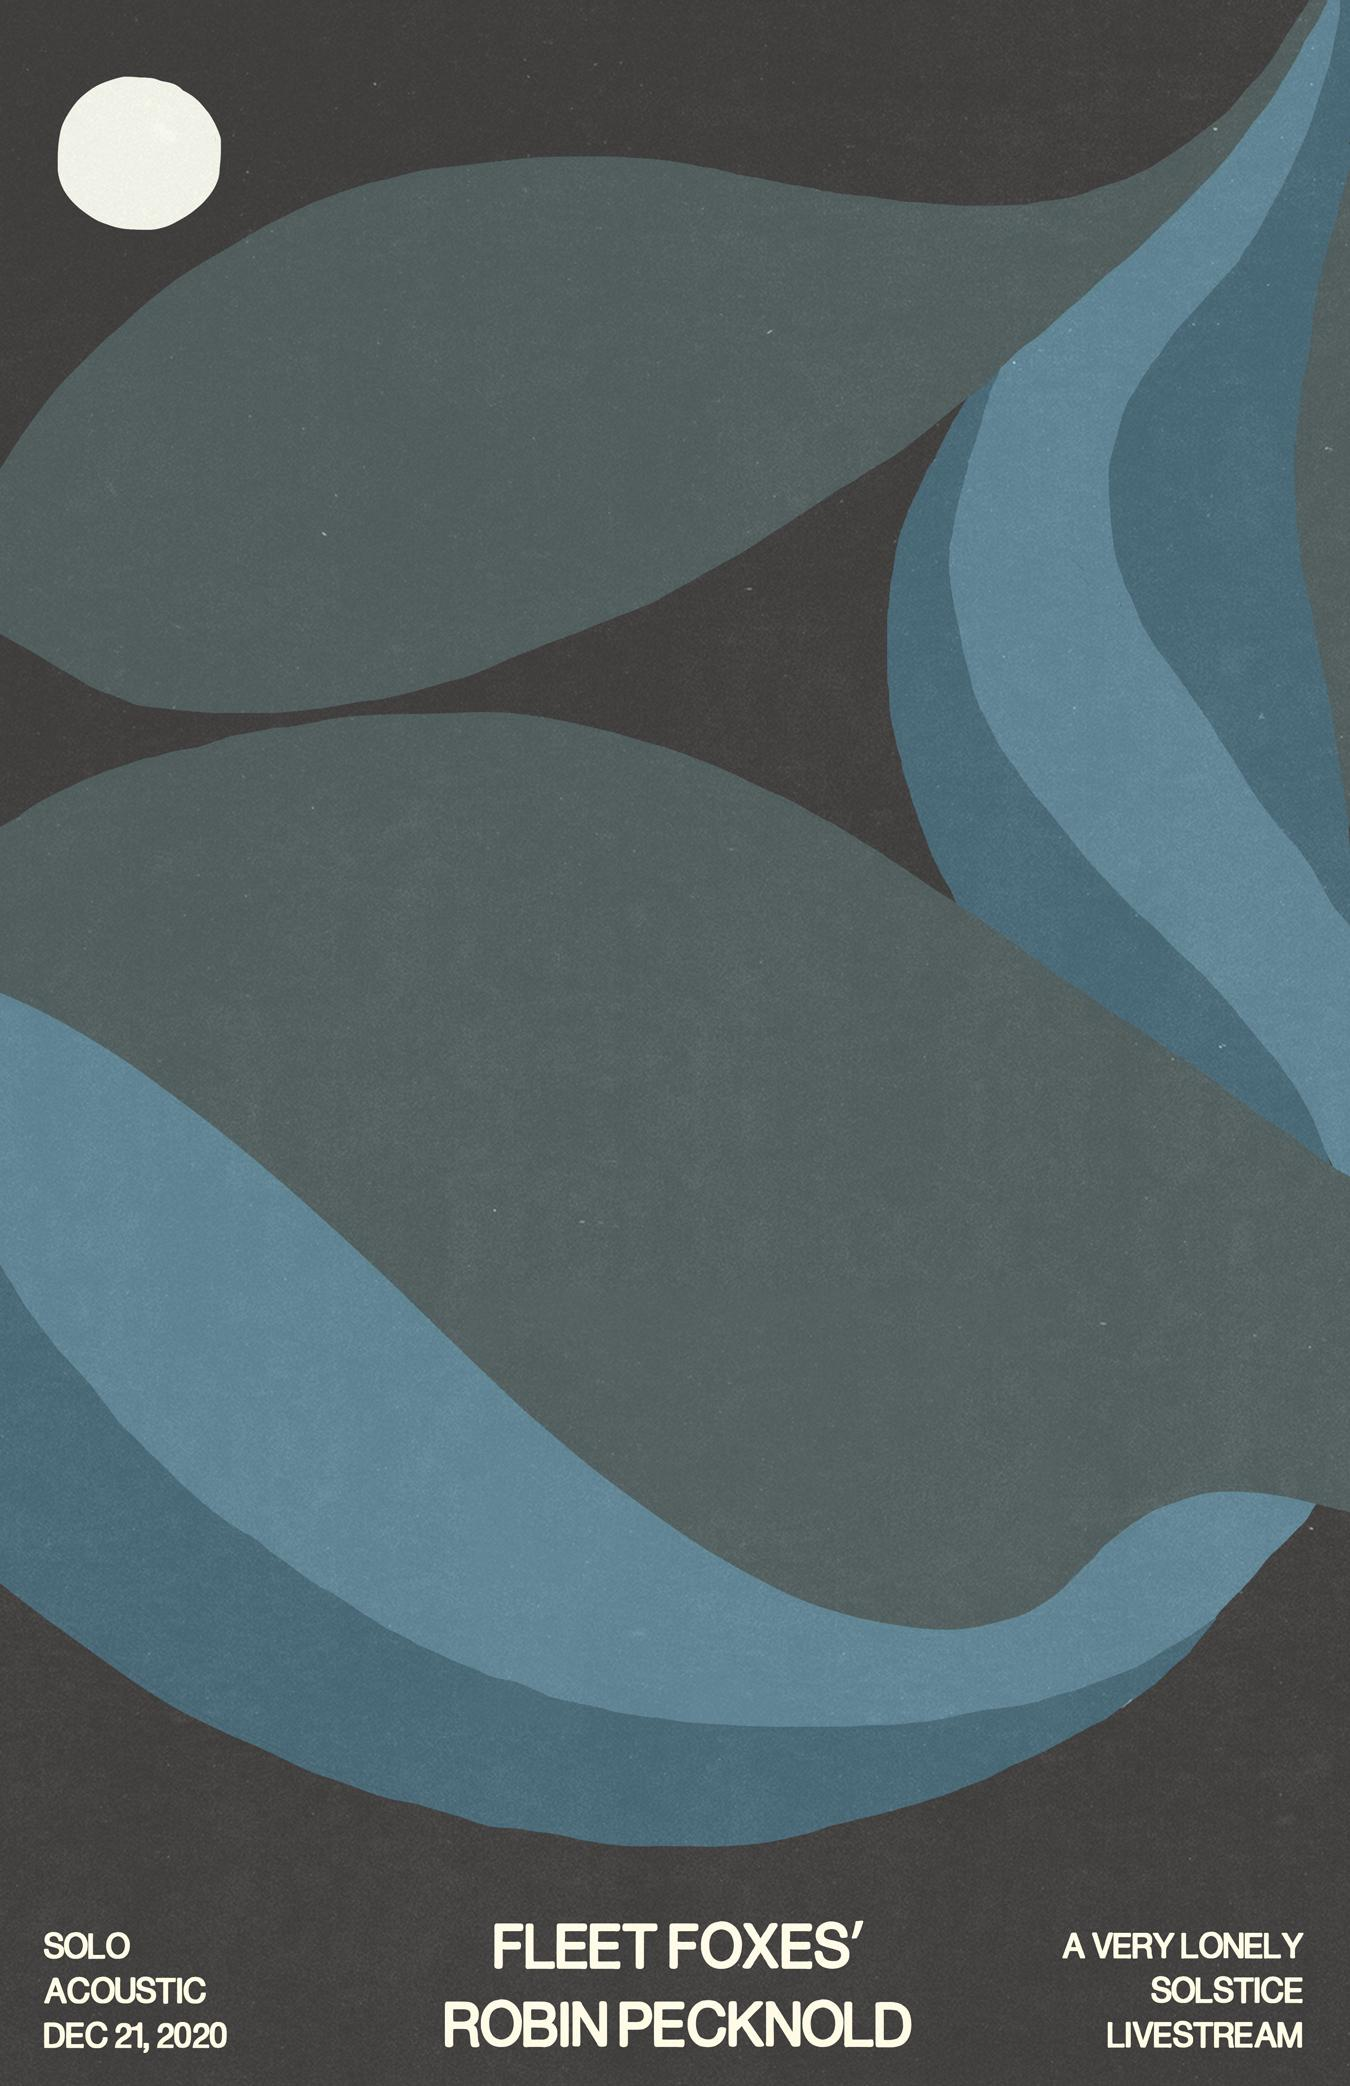 SOLO
ACOUSTIC
DEC 21, 2020
FLEET FOXES'
ROBIN PECKNOLD
A VERY LONELY
SOLSTICE
LIVESTREAM